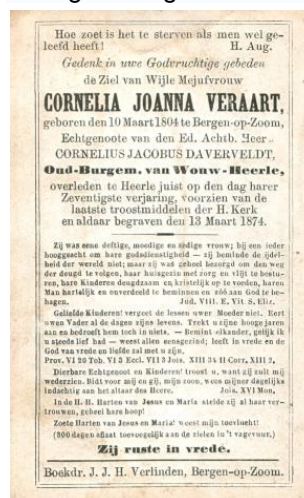 Hoe zoet is het te sterven als men wel ge-
leefd heeft! H. Aug.
Gedenk in uwe Godvruchtige gebeden
de Ziel van Wijle Mejufvrouw
CORNELIA JOANNA VERAART,
geboren den 10 Maart 1804 te Bergen-op-Zoom,
Echtgenoote van den Ed. Achtb. Heer
CORNELIUS JACOBUS DAVERVELDT,
Oud-Burgem. van Wouw-Heerle,
overleden te Heerle juist op den dag harer
Zeventigste verjaring, voorzien van de
laatste troostmiddelen der H. Kerk
en aldaar begraven den 13 Maart 1874.
Zij was eene deftige, moedige en zedige vrouw; bij een ieder
hooggeacht om hare godsdienstigheid — zij beminde de ijdel-
heid der wereld niet; maar zij was geheel bezorgd om den weg
der deugd te volgen, haar huisgezin met zorg en vlijt te bestu-
ren, hare Kinderen deugdzaam en kristelijk op te voeden, haren
Man hartelijk en onverdeeld te beminnen en zóó aan God te be-
hagen. Jud. VIII. E. Vit. S. Eliz.
Geliefde Kinderen! vergeet de lessen uwer Moeder niet. Eert
uwen Vader al de dagen zijns levens. Trekt u zijne hooge jaren
aan en bedroeft hem toch in niets. — Bemint elkander, gelijk ik
u steeds lief had — weest allen eensgezind; leeft in vrede en de
God van vrede en liefde zal met u zijn,
Prov. VI 20 Tob. VI 3 Eccl. VII 3 Jois. XIII 34 II Corr. XIII 2.
Dierbare Echtgenoot en Kinderen! troost u, want gij zult mij
wederzien. Bidt voor mij en gij, mijn zoon, wees mijner dagelijks
indachtig aan het altaar des Heere. Jois. XVI Mon.
In de H. H. Harten van Jesus en Maria stelde zij al haar ver-
trouwen, geheel hare hoop!
Zoete Harten van Jesus en Maria! weest mijn toevlucht!
(300 dagen aflaat toevoegelijk aan de zielen in 't vagevuur.)
Zij ruste in vrede.
Boekdr. J. J. H. Verlinden, Bergen-op-Zoom.